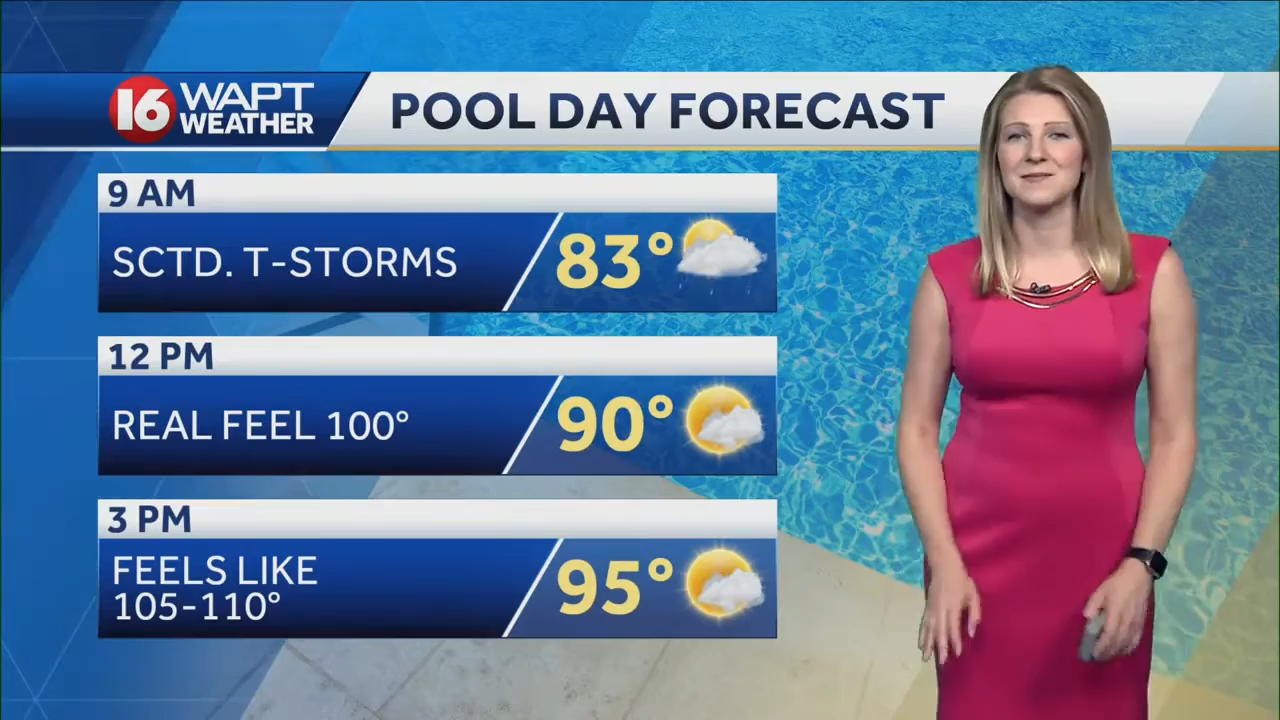 16 WAPT
WEATHER
POOL DAY FORECAST
9 AM
SCTD. T-STORMS 83°
12 PM
REAL FEEL 100° 90°
3 PM
FEELS LIKE
105-110° 95°